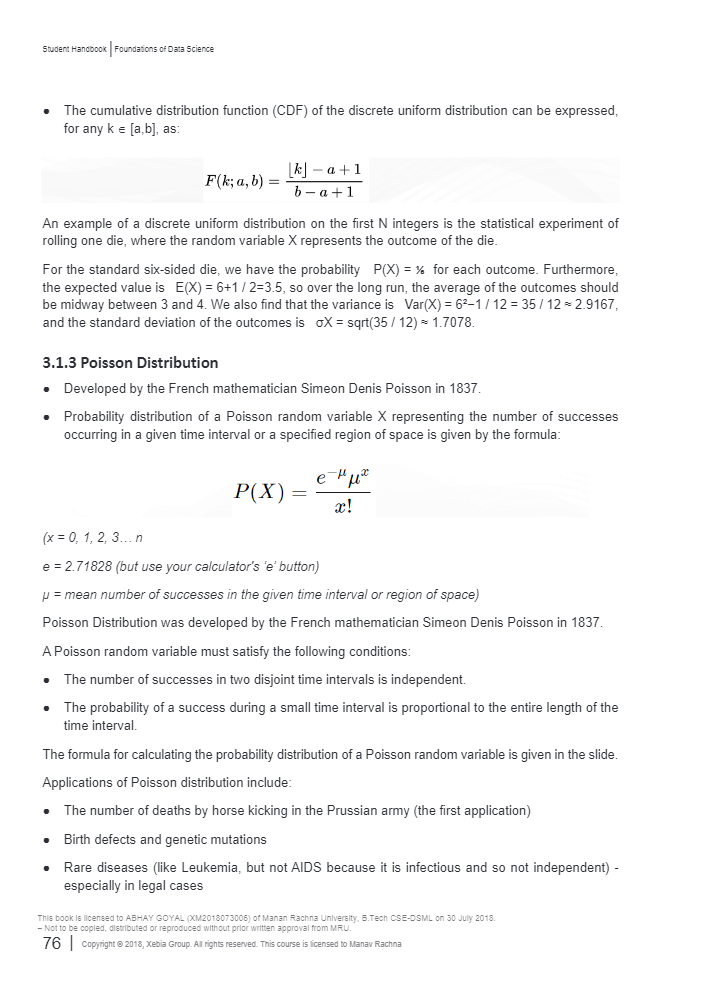 Student Handbook | Foundations of Data Science
• The cumulative distribution function (CDF) of the discrete uniform distribution can be expressed,
for any k ∈ [a,b], as:
F(k; a, b) = (⌊k⌋ − a + 1) / (b − a + 1)
An example of a discrete uniform distribution on the first N integers is the statistical experiment of
rolling one die, where the random variable X represents the outcome of the die.
For the standard six-sided die, we have the probability P(X) = ⅙ for each outcome. Furthermore,
the expected value is E(X) = 6+1 / 2=3.5, so over the long run, the average of the outcomes should
be midway between 3 and 4. We also find that the variance is Var(X) = 6²–1 / 12 = 35 / 12 ≈ 2.9167,
and the standard deviation of the outcomes is σX = sqrt(35 / 12) ≈ 1.7078.
3.1.3 Poisson Distribution
• Developed by the French mathematician Simeon Denis Poisson in 1837.
• Probability distribution of a Poisson random variable X representing the number of successes
occurring in a given time interval or a specified region of space is given by the formula:
P(X) = e^{−μ} μ^x / x!
(x = 0, 1, 2, 3… n
e = 2.71828 (but use your calculator's 'e' button)
μ = mean number of successes in the given time interval or region of space)
Poisson Distribution was developed by the French mathematician Simeon Denis Poisson in 1837.
A Poisson random variable must satisfy the following conditions:
• The number of successes in two disjoint time intervals is independent.
• The probability of a success during a small time interval is proportional to the entire length of the
time interval.
The formula for calculating the probability distribution of a Poisson random variable is given in the slide.
Applications of Poisson distribution include:
• The number of deaths by horse kicking in the Prussian army (the first application)
• Birth defects and genetic mutations
• Rare diseases (like Leukemia, but not AIDS because it is infectious and so not independent) -
especially in legal cases
This book is licensed to ABHAY GOYAL (XM2018073006) of Manan Rachna University, B.Tech CSE-DSML on 30 July 2018.
– Not to be copied, distributed or reproduced without prior written approval from MRU.
76 | Copyright © 2018, Xebia Group. All rights reserved. This course is licensed to Manav Rachna